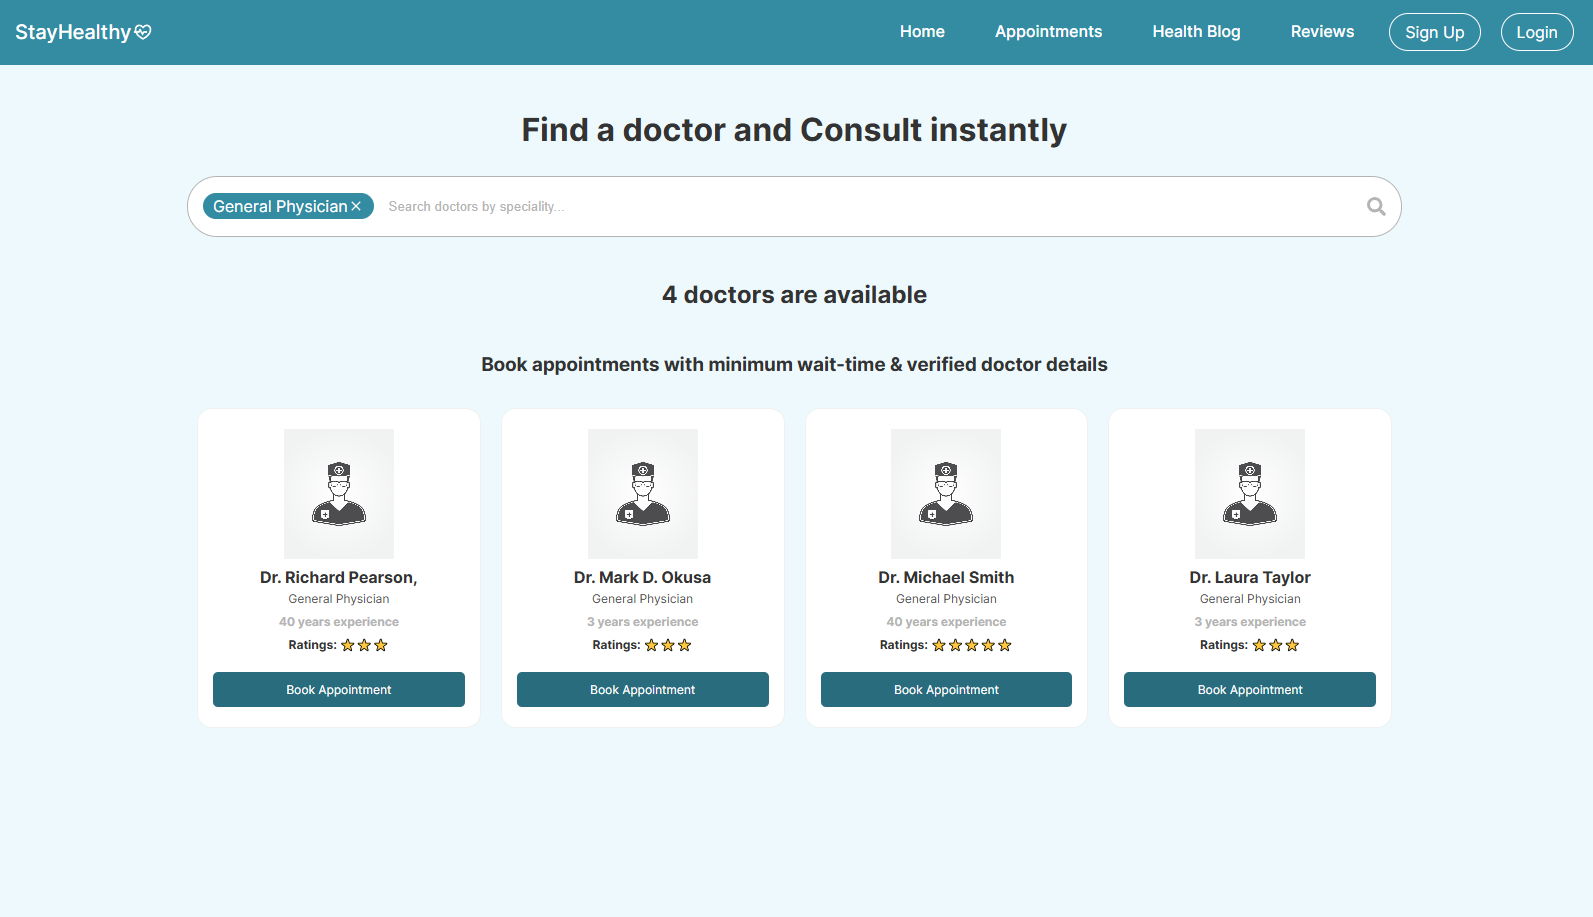 StayHealthy
Home
Appointments
Health Blog
Reviews
Sign Up
Login
Find a doctor and Consult instantly
General Physician
Search doctors by speciality...
4 doctors are available
Book appointments with minimum wait-time & verified doctor details
Dr. Richard Pearson,
General Physician
40 years experience
Ratings:
Book Appointment
Dr. Mark D. Okusa
General Physician
3 years experience
Ratings:
Book Appointment
Dr. Michael Smith
General Physician
40 years experience
Ratings:
Book Appointment
Dr. Laura Taylor
General Physician
3 years experience
Ratings:
Book Appointment